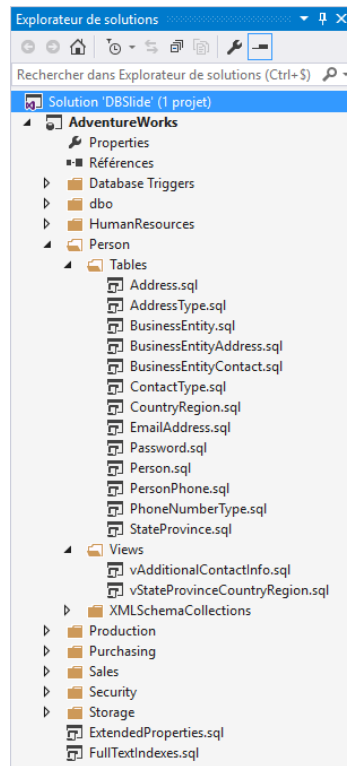 Explorateur de solutions
Rechercher dans Explorateur de solutions (Ctrl+$)
Solution 'DBSlide' (1 projet)
AdventureWorks
Properties
Références
Database Triggers
dbo
HumanResources
Person
Tables
Address.sql
AddressType.sql
BusinessEntity.sql
BusinessEntityAddress.sql
BusinessEntityContact.sql
ContactType.sql
CountryRegion.sql
EmailAddress.sql
Password.sql
Person.sql
PersonPhone.sql
PhoneNumberType.sql
StateProvince.sql
Views
vAdditionalContactInfo.sql
vStateProvinceCountryRegion.sql
XMLSchemaCollections
Production
Purchasing
Sales
Security
Storage
ExtendedProperties.sql
FullTextIndexes.sql